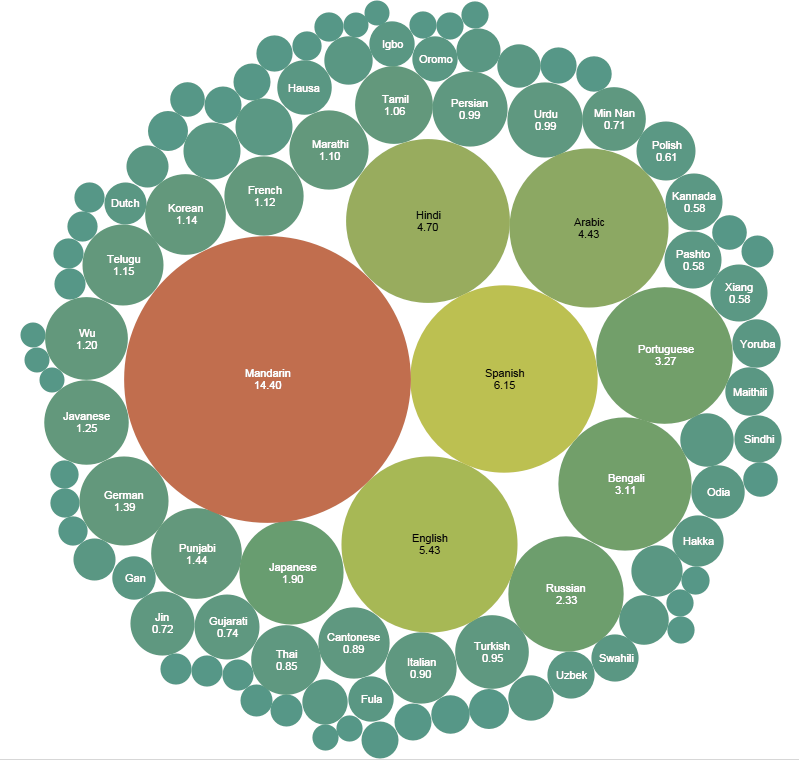 Igbo
Oromo
Hausa
Tamil
1.06
Persian
0.99
Urdu
0.99
Min Nan
0.71
Marathi
1.10
Polish
0.61
French
1.12
Kannada
0.58
Dutch
Korean
1.14
Hindi
4.70
Arabic
4.43
Telugu
1.15
Pashto
0.58
Xiang
0.58
Wu
1.20
Yoruba
Portuguese
3.27
Mandarin
14.40
Spanish
6.15
Maithili
Javanese
1.25
Sindhi
Bengali
3.11
Odia
German
1.39
English
5.43
Hakka
Punjabi
1.44
Japanese
1.90
Gan
Russian
2.33
Jin
0.72
Gujarati
0.74
Cantonese
0.89
Turkish
0.95
Thai
0.85
Italian
0.90
Swahili
Uzbek
Fula